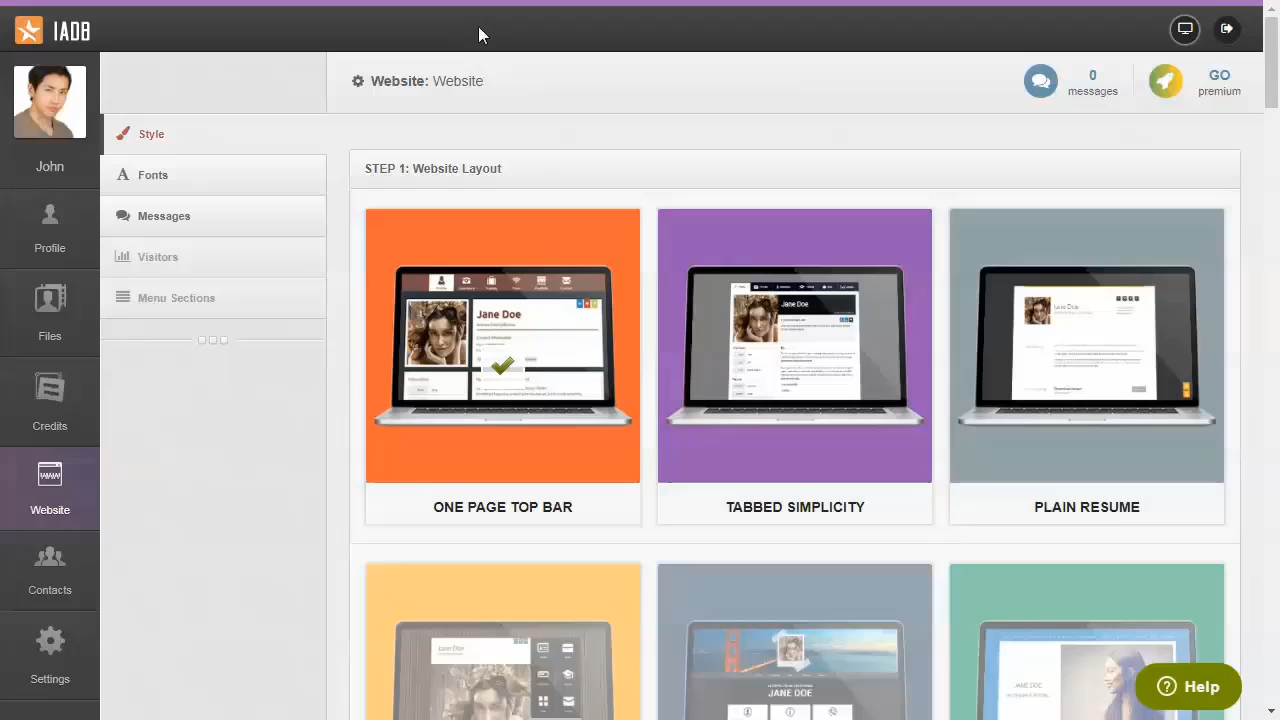 IADB
Website: Website
0
messages
GO
premium
John
Profile
Files
Credits
Website
Contacts
Settings
Style
Fonts
Messages
Visitors
Menu Sections
STEP 1: Website Layout
Jane Doe
Jane Doe
Jane Doe
ONE PAGE TOP BAR
TABBED SIMPLICITY
PLAIN RESUME
Jane Doe
JANE DOE
JANE DOE
Help